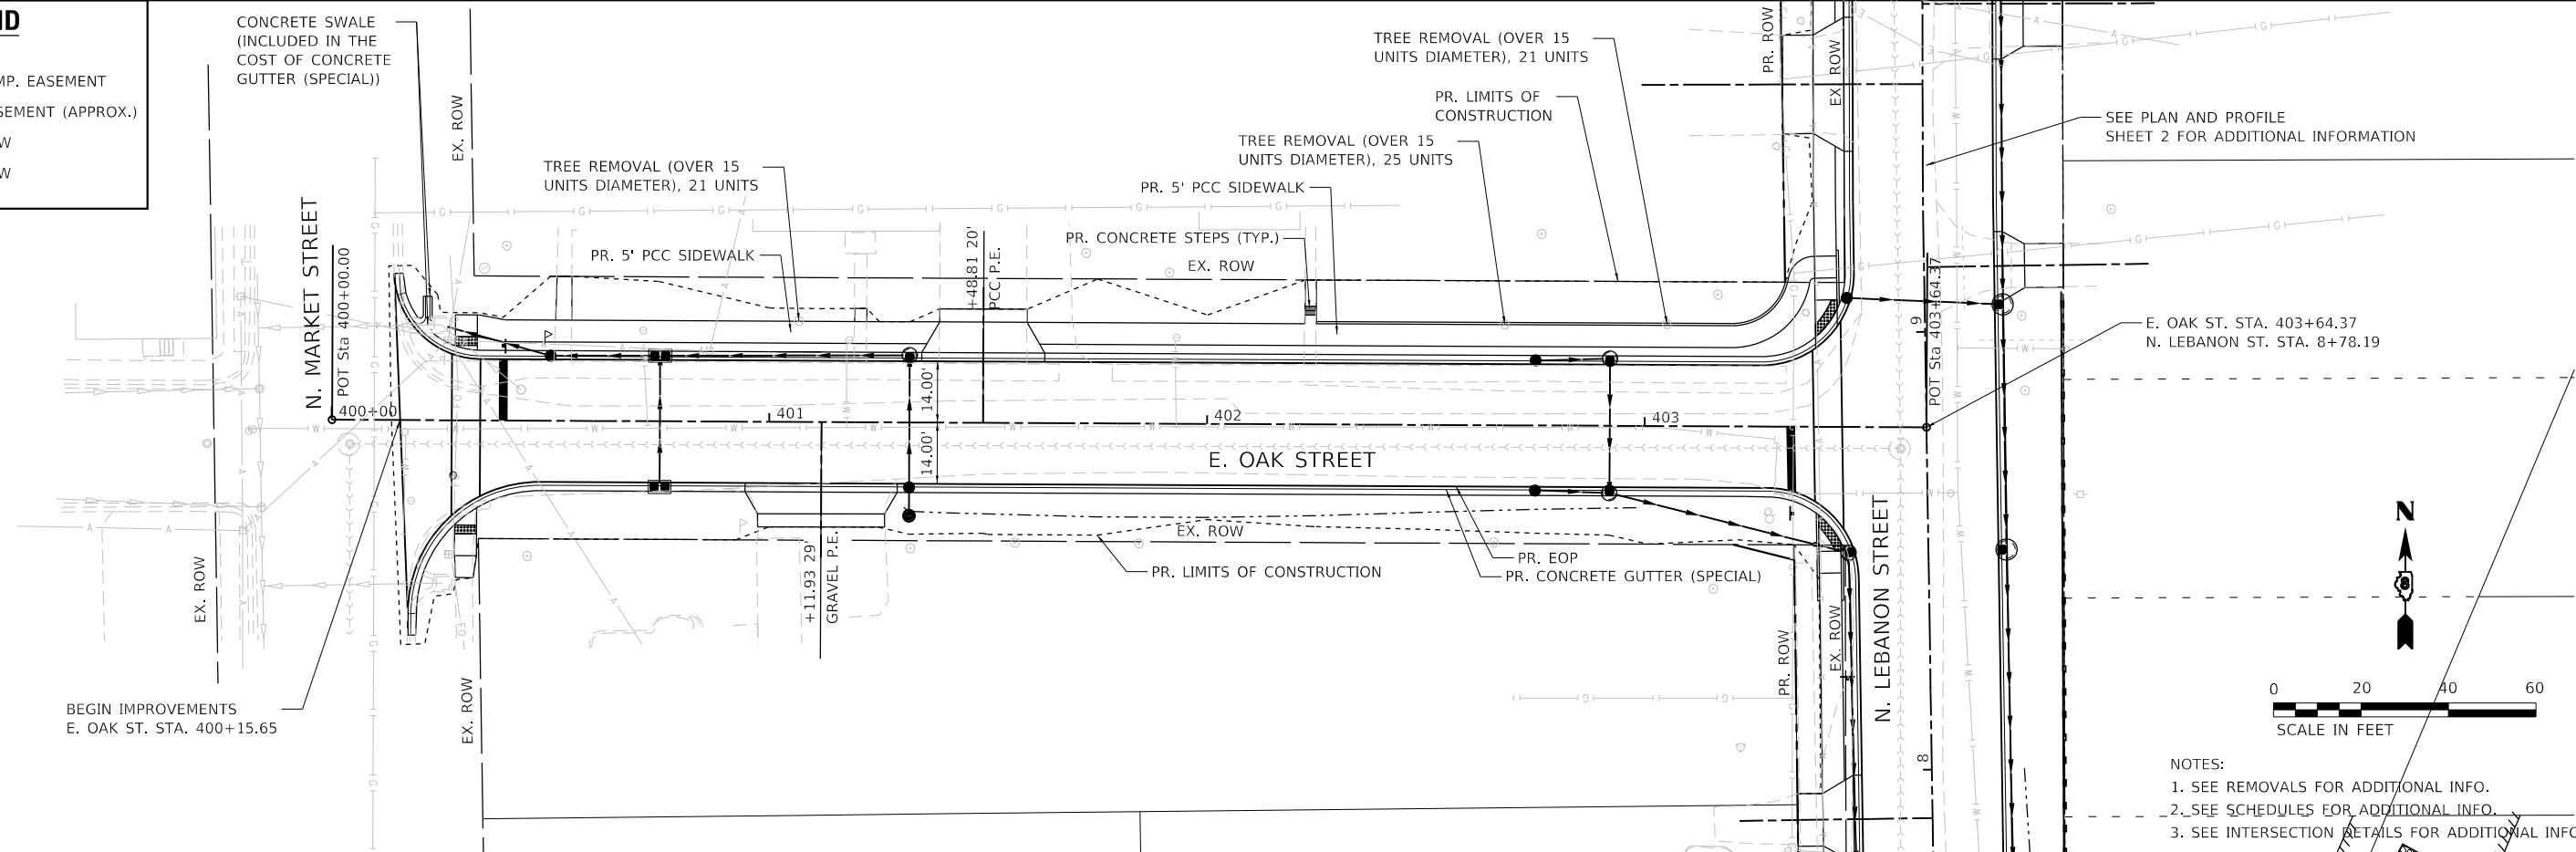 MP. EASEMENT
SEMENT (APPROX.)
W
W
CONCRETE SWALE
(INCLUDED IN THE
COST OF CONCRETE
GUTTER (SPECIAL))
EX. ROW
TREE REMOVAL (OVER 15
UNITS DIAMETER), 21 UNITS
PR. ROW
EX ROW
PR. LIMITS OF
CONSTRUCTION
TREE REMOVAL (OVER 15
UNITS DIAMETER), 25 UNITS
SEE PLAN AND PROFILE
SHEET 2 FOR ADDITIONAL INFORMATION
TREE REMOVAL (OVER 15
UNITS DIAMETER), 21 UNITS
PR. 5' PCC SIDEWALK
PR. CONCRETE STEPS (TYP.)
PR. 5' PCC SIDEWALK
EX. ROW
+48.81 20'
PCC P.E.
N. MARKET STREET
POT Sta 400+00.00
POT Sta 403+64.37
9
E. OAK ST. STA. 403+64.37
N. LEBANON ST. STA. 8+78.19
400+00
401
402
403
14.00'
14.00'
E. OAK STREET
EX. ROW
EX. ROW
+11.93 29
GRAVEL P.E.
PR. LIMITS OF CONSTRUCTION
PR. EOP
PR. CONCRETE GUTTER (SPECIAL)
N. LEBANON STREET
PR. ROW
EX. ROW
N
8
BEGIN IMPROVEMENTS
E. OAK ST. STA. 400+15.65
EX. ROW
8
0 20 40 60
SCALE IN FEET
NOTES:
1. SEE REMOVALS FOR ADDITIONAL INFO.
2. SEE SCHEDULES FOR ADDITIONAL INFO.
3. SEE INTERSECTION DETAILS FOR ADDITIONAL INFO